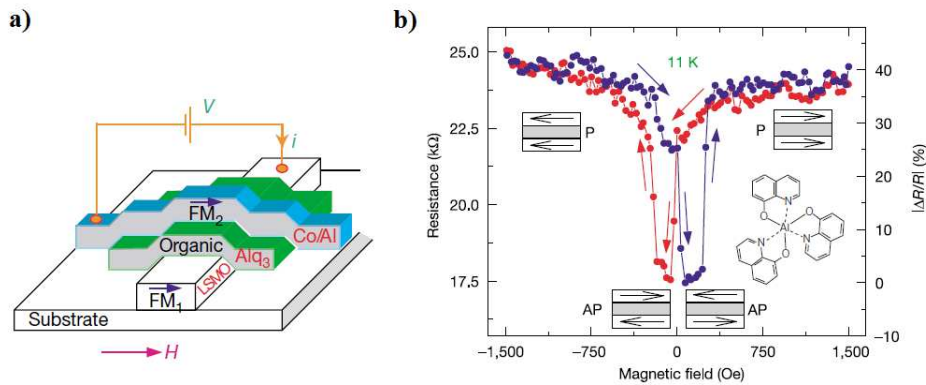 a)
V
i
FM2
Co/Al
Organic
Alq3
LSMO
FM1
Substrate
H
b)
11 K
Resistance (kΩ)
25.0
22.5
20.0
17.5
40
30
20
10
0
−10
|ΔR/R| (%)
P
P
N
O
Al
O
N
N
O
AP
AP
−1,500
−750
0
750
1,500
Magnetic field (Oe)